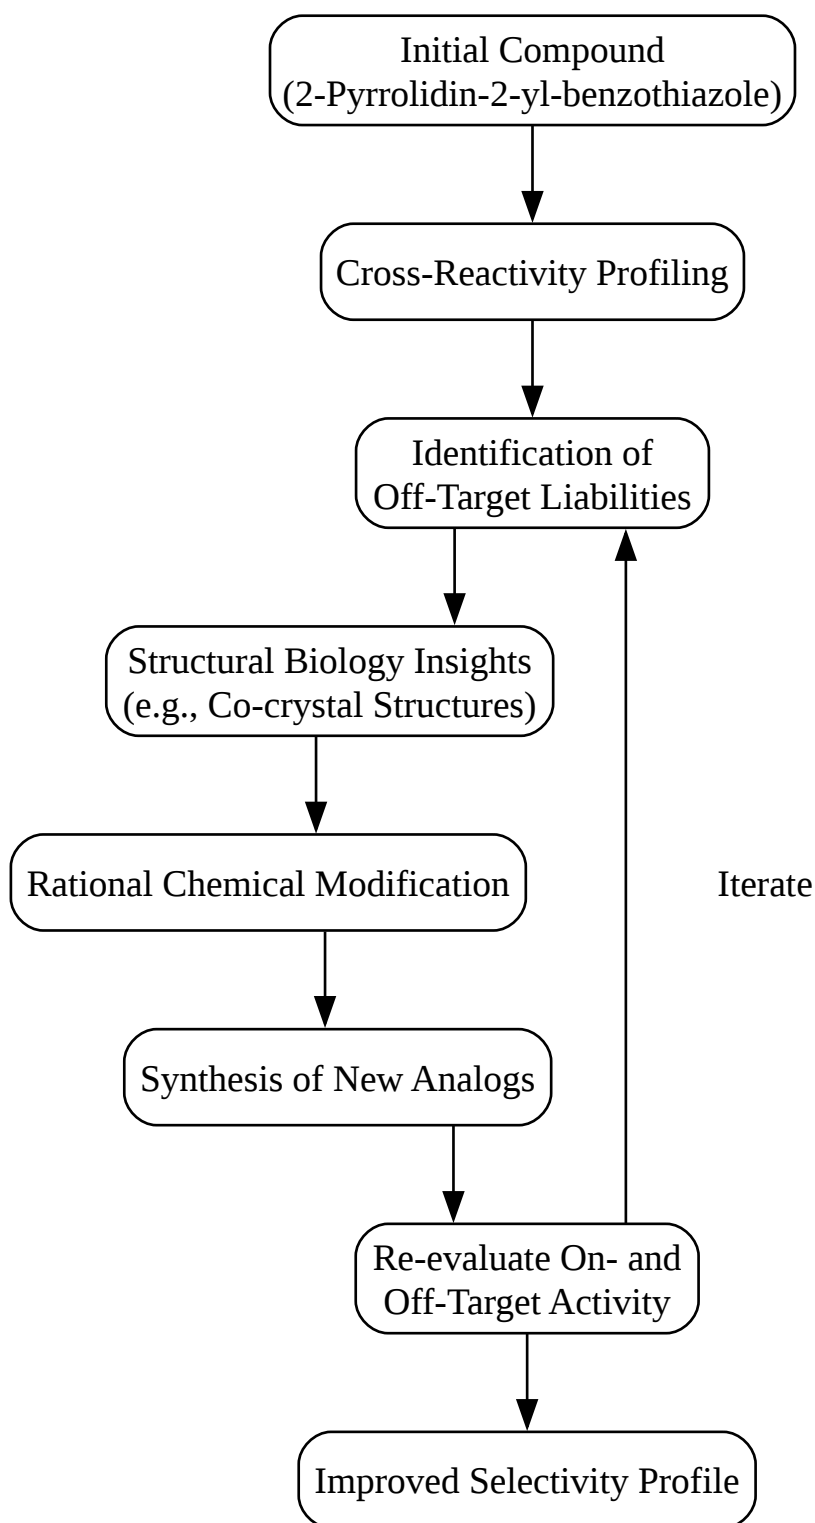 Initial Compound
(2-Pyrrolidin-2-yl-benzothiazole)
Cross-Reactivity Profiling
Identification of
Off-Target Liabilities
Structural Biology Insights
(e.g., Co-crystal Structures)
Rational Chemical Modification
Iterate
Synthesis of New Analogs
Re-evaluate On- and
Off-Target Activity
Improved Selectivity Profile